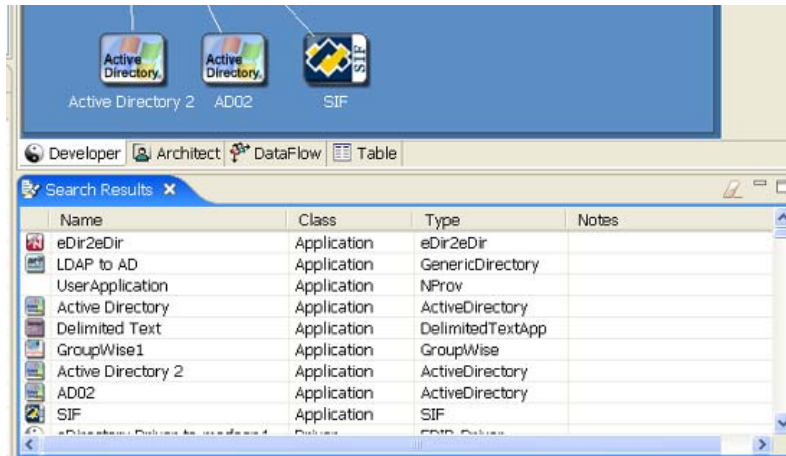 Active Directory. Active Directory. SIF
Active Directory 2 AD02 SIF
Developer Architect DataFlow Table
Search Results
Name Class Type Notes
eDir2eDir Application eDir2eDir
LDAP to AD Application GenericDirectory
UserApplication Application NProv
Active Directory Application ActiveDirectory
Delimited Text Application DelimitedTextApp
GroupWise1 Application GroupWise
Active Directory 2 Application ActiveDirectory
AD02 Application ActiveDirectory
SIF Application SIF